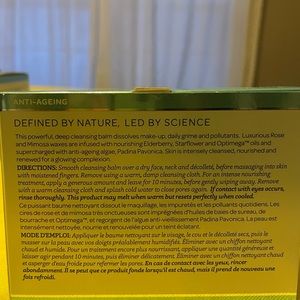 ANTI-AGEING
DEFINED BY NATURE, LED BY SCIENCE
This powerful, deep cleansing balm dissolves make-up, daily grime and pollutants. Luxurious Rose
and Mimosa waxes are infused with nourishing Elderberry, Starflower and Optimega™ oils and
supercharged with anti-ageing algae, Padina Pavonica. Skin is intensely cleansed, nourished and
renewed for a glowing complexion.
DIRECTIONS: Smooth cleansing balm over a dry face, neck and décolleté, before massaging into skin
with moistened fingers. Remove using a warm, damp cleansing cloth. For an intense nourishing
treatment, apply a generous amount and leave for 10 minutes, before gently wiping away. Remove
with a warm cleansing cloth and splash cold water to close pores again. If contact with eyes occurs,
rinse thoroughly. This product may melt when warm but resets perfectly when cooled.
Ce puissant baume nettoyant dissout le maquillage, les impuretés et les polluants quotidiens. Les
cires de rose et de mimosa très onctueuses sont imprégnées d'huiles de baies de sureau, de
bourrache et Optimega™, et regorgent de l'algue anti-vieillissement Padina Pavonica. La peau est
intensément nettoyée, nourrie et renouvelée pour un teint éclatant.
MODE D'EMPLOI: Appliquer le baume nettoyant sur le visage, le cou et le décolleté secs, puis le
masser sur la peau avec vos doigts préalablement humidifiés. Éliminer avec un chiffon nettoyant
chaud et humide. Pour un traitement plus nourrissant, appliquer une quantité généreuse et
laisser agir pendant 10 minutes, puis essuyer délicatement. Éliminer avec un chiffon chaud
et asperger d'eau froide pour refermer les pores. En cas de contact avec les yeux, rincer
abondamment. Il se peut que ce produit fonde lorsqu'il est chaud, mais il prend de nouveau une
fois refroidi.